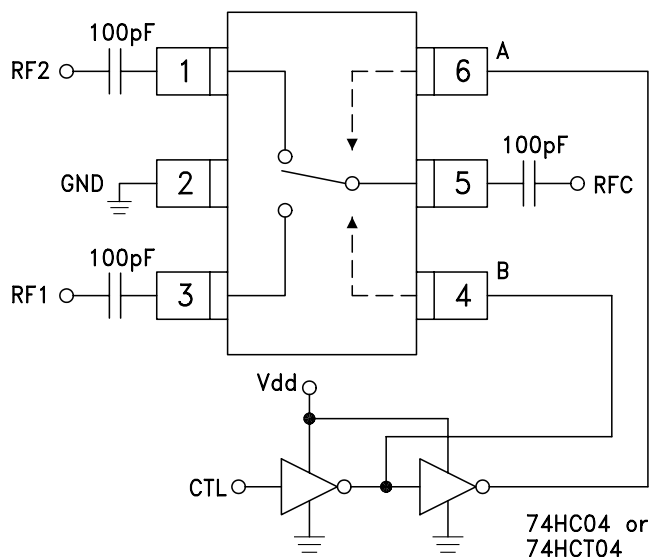 100pF
RF2
1
6
A
100pF
GND
2
5
RFC
100pF
RF1
3
4
B
Vdd
CTL
74HC04 or
74HCT04